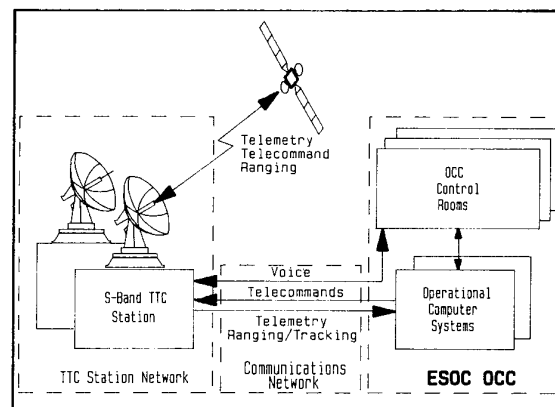 Telemetry
Telecommand
Ranging
OCC
Control
Rooms
S-Band TTC
Station
Voice
Telecommands
Telemetry
Ranging/Tracking
Operational
Computer
Systems
TTC Station Network
Communications
Network
ESOC OCC